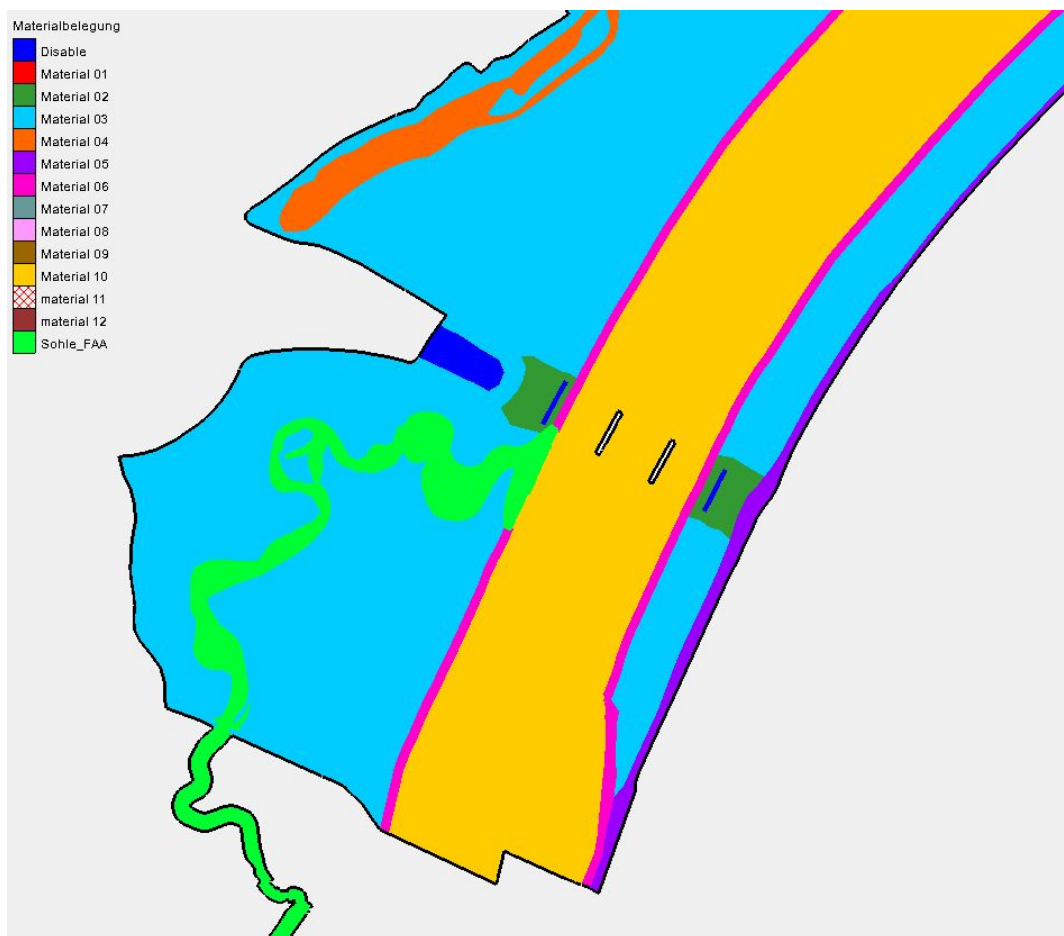 Materialbelegung
Disable
Material 01
Material 02
Material 03
Material 04
Material 05
Material 06
Material 07
Material 08
Material 09
Material 10
material 11
material 12
Sohle_FAA